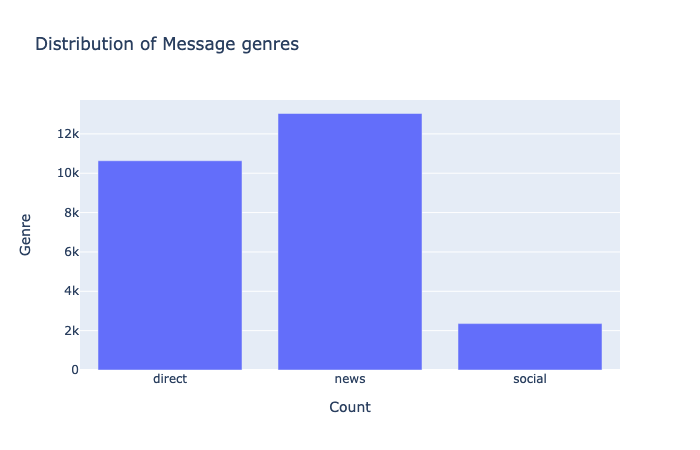 Distribution of Message genres
12k
10k
8k
6k
4k
2k
0
Genre
direct news social
Count